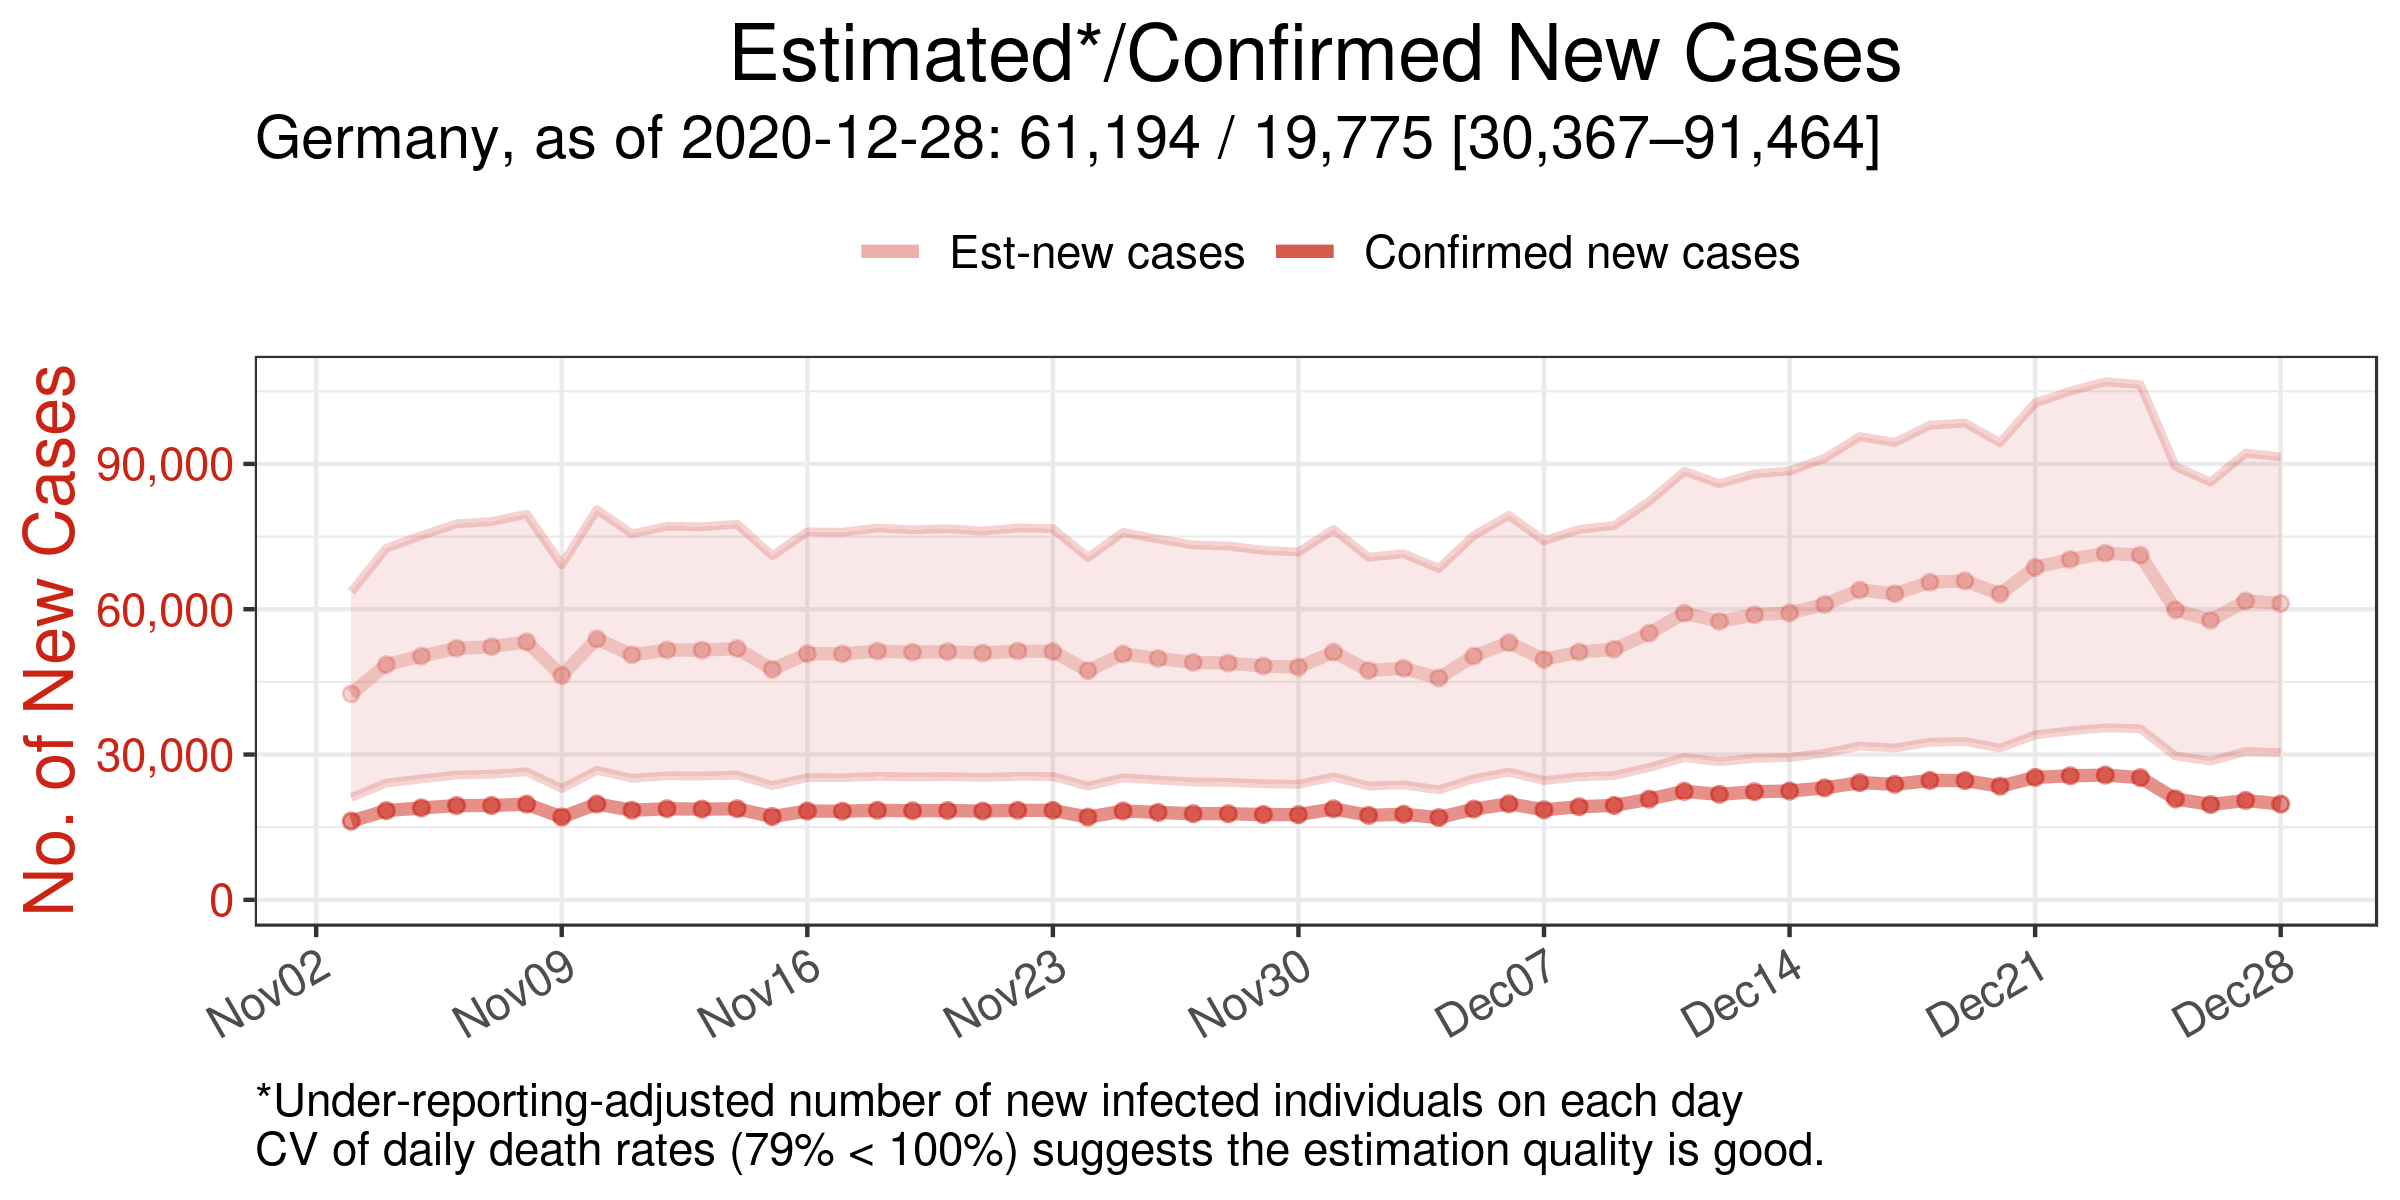 Estimated*/Confirmed New Cases
Germany, as of 2020-12-28: 61,194 / 19,775 [30,367–91,464]
Est-new cases
Confirmed new cases
No. of New Cases
90,000
60,000
30,000
0
Nov02
Nov09
Nov16
Nov23
Nov30
Dec07
Dec14
Dec21
Dec28
*Under-reporting-adjusted number of new infected individuals on each day
CV of daily death rates (79% < 100%) suggests the estimation quality is good.